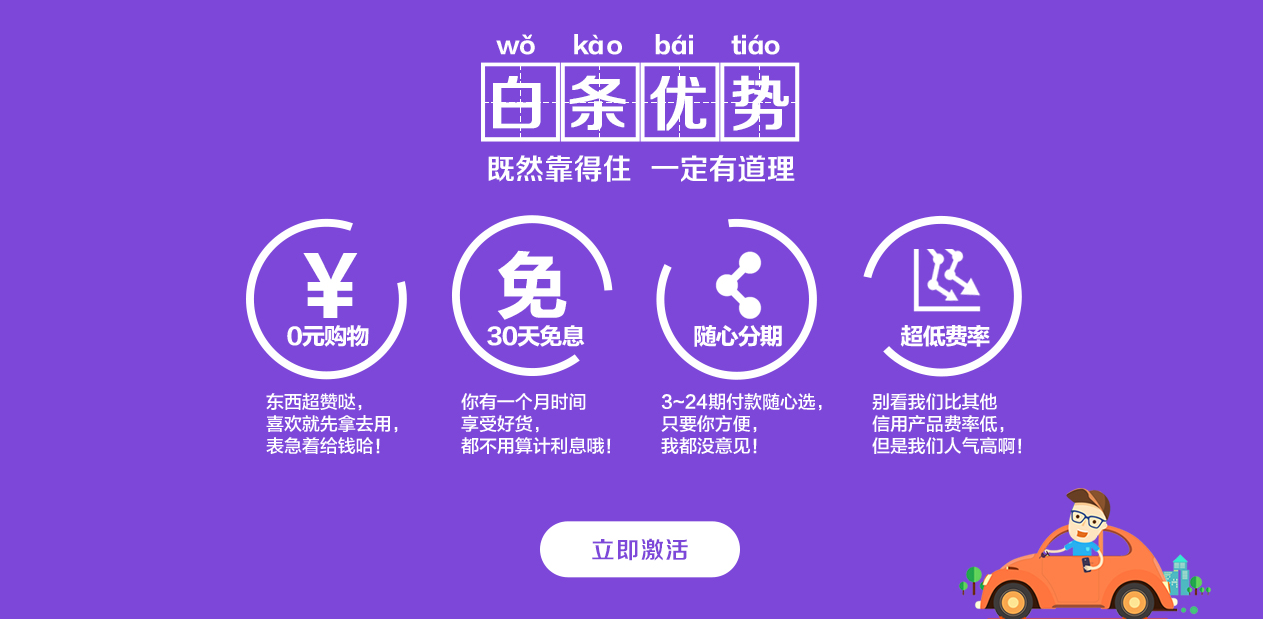 wǒ kào bái tiáo
白条优势
既然靠得住 一定有道理
¥
0元购物
东西超赞哒，
喜欢就先拿去用，
表急着给钱哈！
免
30天免息
你有一个月时间
享受好货，
都不用算计利息哦！
随心分期
3~24期付款随心选，
只要你方便，
我都没意见！
超低费率
别看我们比其他
信用产品费率低，
但是我们人气高啊！
立即激活